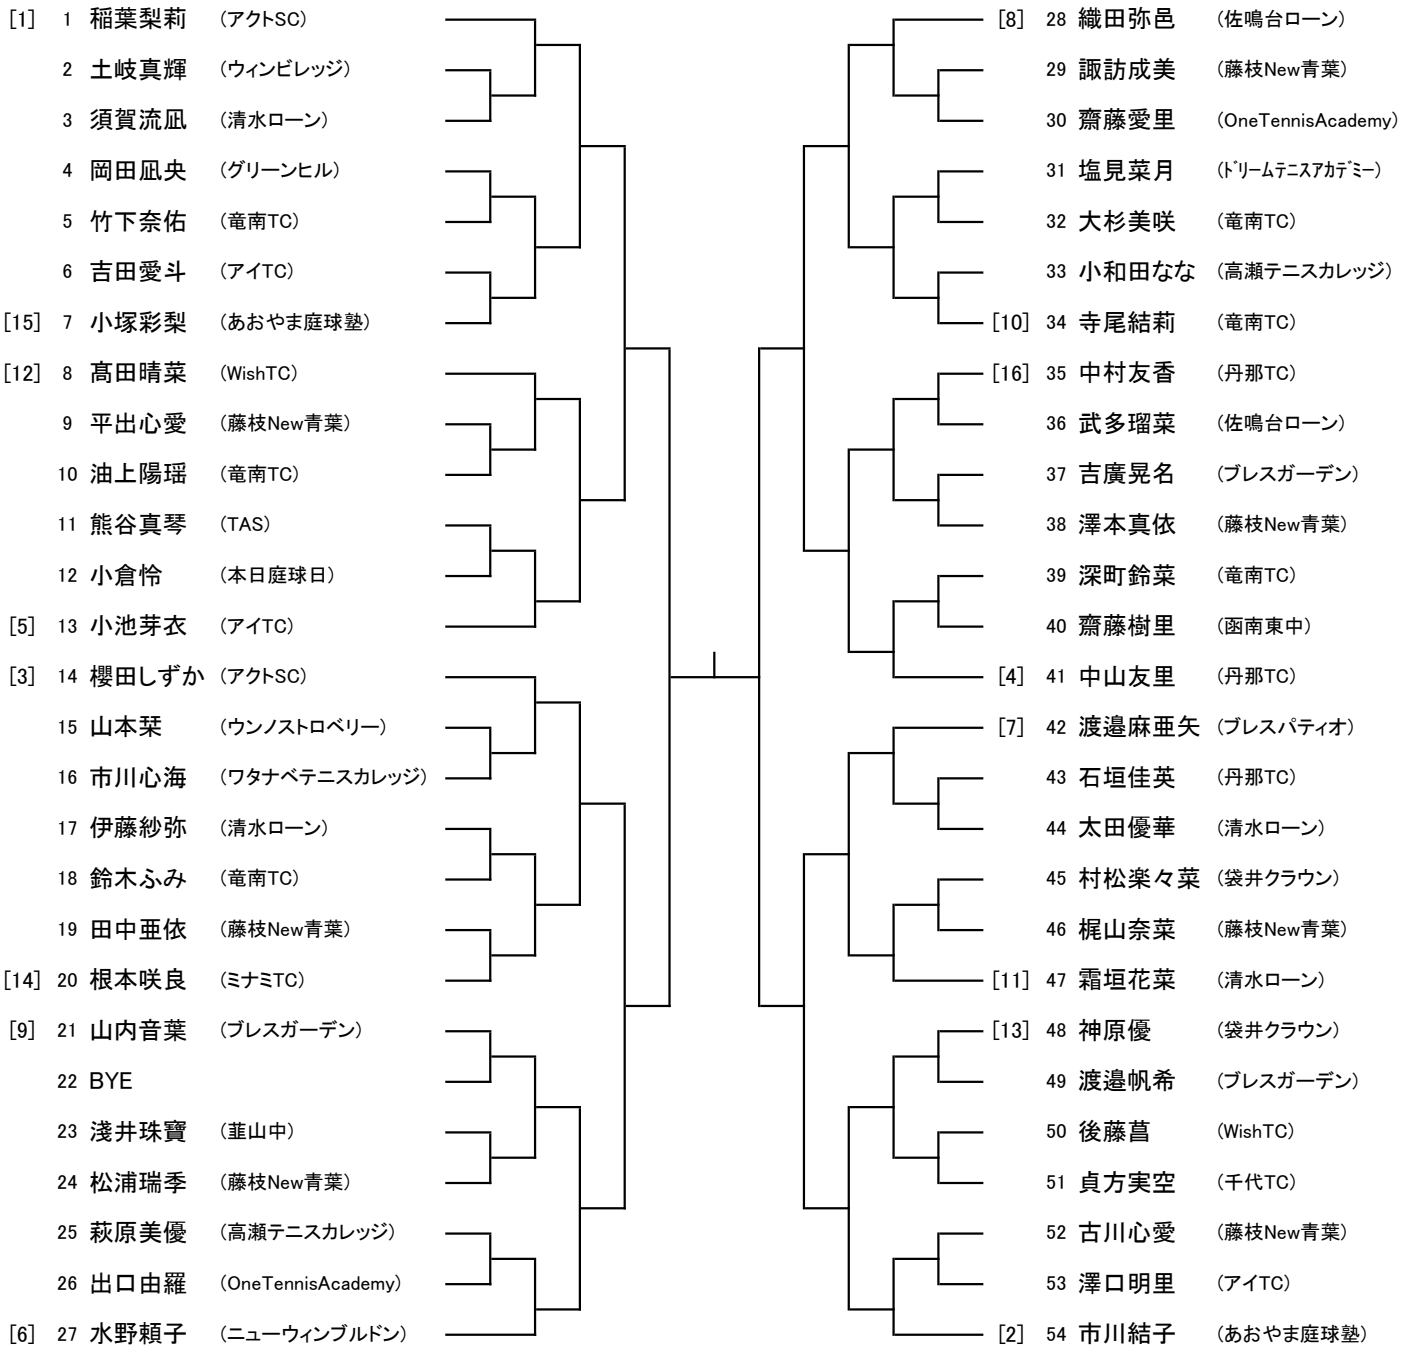 [1] 1 稲葉梨莉 (アクトSC)
2 土岐真輝 (ウィンビレッジ)
3 須賀流凪 (清水ローン)
4 岡田凪央 (グリーンヒル)
5 竹下奈佑 (竜南TC)
6 吉田愛斗 (アイTC)
[15] 7 小塚彩梨 (あおやま庭球塾)
[12] 8 髙田晴菜 (WishTC)
9 平出心愛 (藤枝New青葉)
10 油上陽瑶 (竜南TC)
11 熊谷真琴 (TAS)
12 小倉怜 (本日庭球日)
[5] 13 小池芽衣 (アイTC)
[3] 14 櫻田しずか (アクトSC)
15 山本栞 (ウンノストロベリー)
16 市川心海 (ワタナベテニスカレッジ)
17 伊藤紗弥 (清水ローン)
18 鈴木ふみ (竜南TC)
19 田中亜依 (藤枝New青葉)
[14] 20 根本咲良 (ミナミTC)
[9] 21 山内音葉 (ブレスガーデン)
22 BYE
23 淺井珠寶 (韮山中)
24 松浦瑞季 (藤枝New青葉)
25 萩原美優 (高瀬テニスカレッジ)
26 出口由羅 (OneTennisAcademy)
[6] 27 水野頼子 (ニューウィンブルドン)
[8] 28 織田弥邑 (佐鳴台ローン)
29 諏訪成美 (藤枝New青葉)
30 齋藤愛里 (OneTennisAcademy)
31 塩見菜月 (ﾄﾞﾘｰﾑﾃﾆｽｱｶﾃﾞﾐｰ)
32 大杉美咲 (竜南TC)
33 小和田なな (高瀬テニスカレッジ)
[10] 34 寺尾結莉 (竜南TC)
[16] 35 中村友香 (丹那TC)
36 武多瑠菜 (佐鳴台ローン)
37 吉廣晃名 (ブレスガーデン)
38 澤本真依 (藤枝New青葉)
39 深町鈴菜 (竜南TC)
40 齋藤樹里 (函南東中)
[4] 41 中山友里 (丹那TC)
[7] 42 渡邉麻亜矢 (ブレスパティオ)
43 石垣佳英 (丹那TC)
44 太田優華 (清水ローン)
45 村松楽々菜 (袋井クラウン)
46 梶山奈菜 (藤枝New青葉)
[11] 47 霜垣花菜 (清水ローン)
[13] 48 神原優 (袋井クラウン)
49 渡邉帆希 (ブレスガーデン)
50 後藤菖 (WishTC)
51 貞方実空 (千代TC)
52 古川心愛 (藤枝New青葉)
53 澤口明里 (アイTC)
[2] 54 市川結子 (あおやま庭球塾)